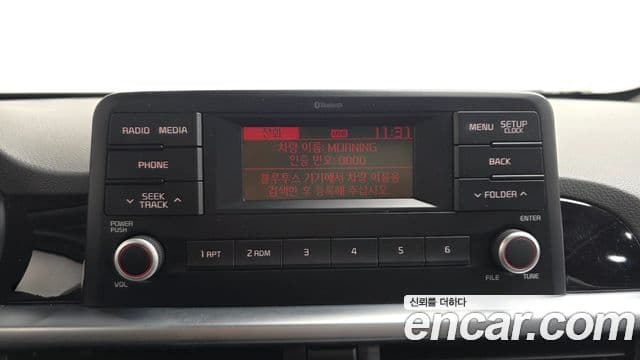 Bluetooth
RADIO MEDIA
PHONE
SEEK
TRACK
POWER
PUSH
VOL
전화
11:31
차량 이름: MORNING
인증 번호: 0000
블루투스 기기에서 차량 이름을
검색한 후 등록해 주십시오
MENU SETUP
CLOCK
BACK
FOLDER
ENTER
FILE TUNE
1 RPT 2 RDM 3 4 5 6
신뢰를 더하다
encar.com